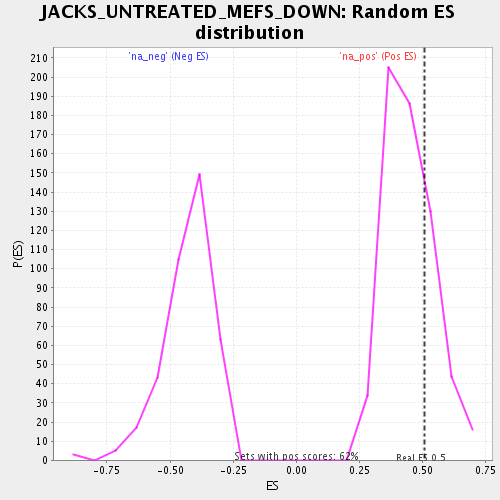 JACKS_UNTREATED_MEFS_DOWN: Random ES
distribution
'na_neg' (Neg ES)
'na_pos' (Pos ES)
210
200
190
180
170
160
150
140
130
120
110
100
90
80
70
60
50
40
30
20
10
0
P(ES)
Sets with pos scores: 62%
Real ES 0.5
-0.75 -0.50 -0.25 0.00 0.25 0.50 0.75
ES